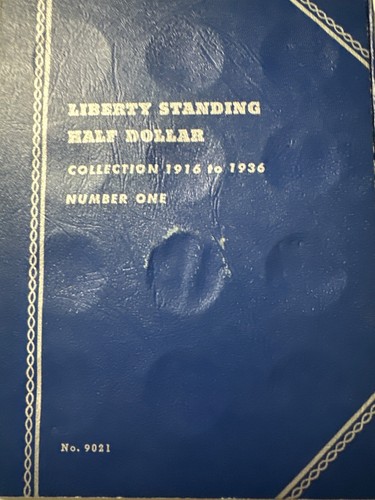 LIBERTY STANDING
HALF DOLLAR
COLLECTION 1916 to 1936
NUMBER ONE
No. 9021